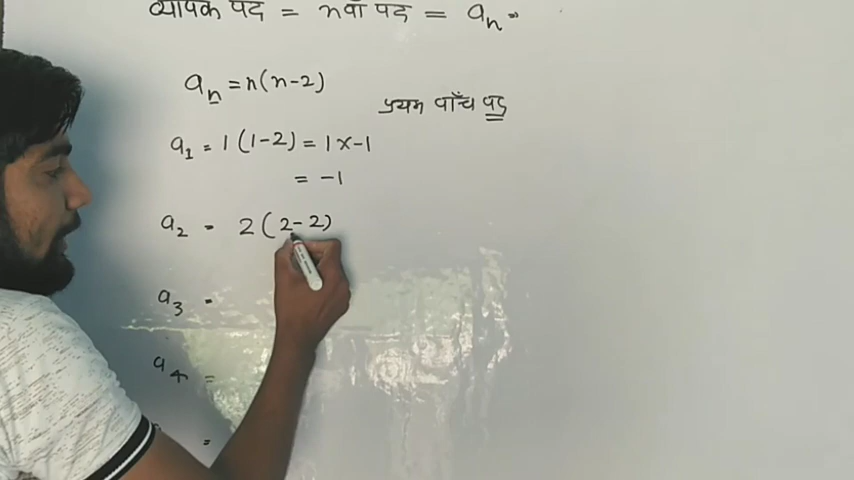 व्यापक पद = nवाँ पद = aₙ =
aₙ = n(n-2)
प्रथम पाँच पद
a₁ = 1(1-2) = 1x-1
= -1
a₂ = 2(2-2)
a₃ =
a₄ =
=